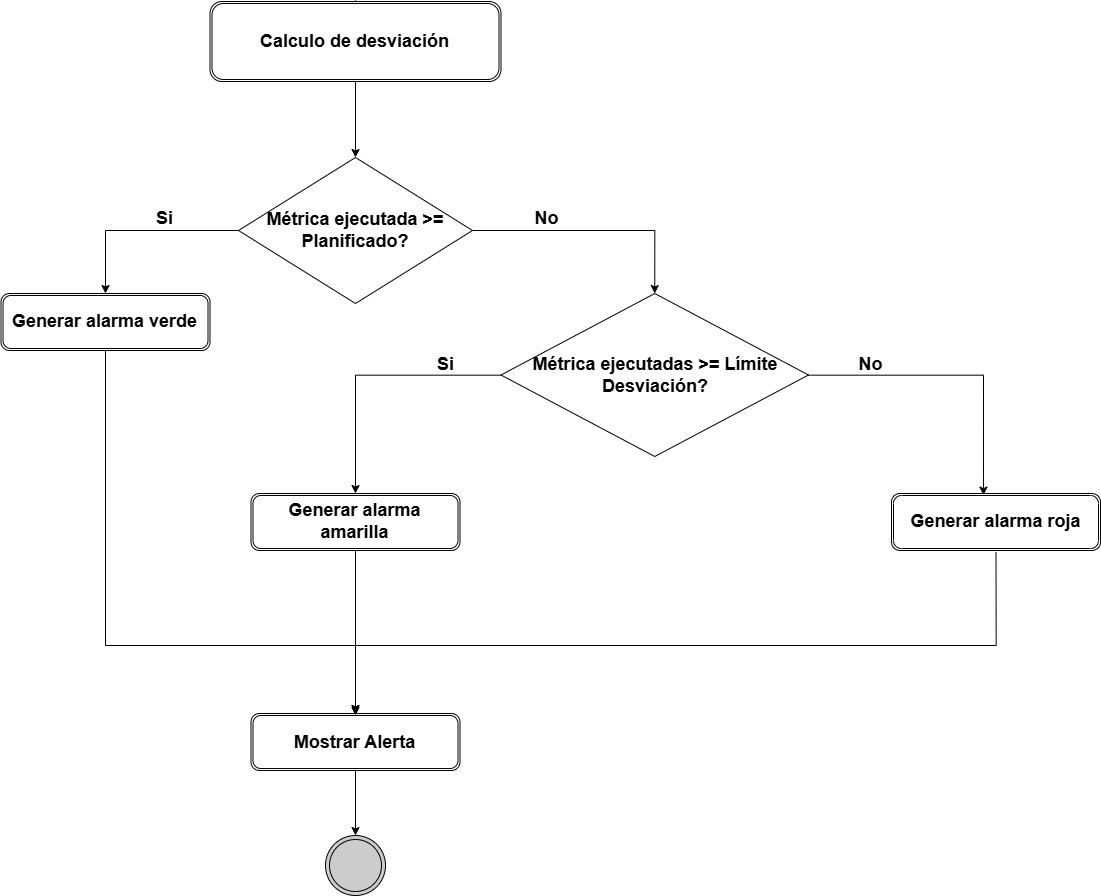 Calculo de desviación
Métrica ejecutada >=
Planificado?
Si
No
Generar alarma verde
Métrica ejecutadas >= Límite
Desviación?
Si
No
Generar alarma
amarilla
Generar alarma roja
Mostrar Alerta